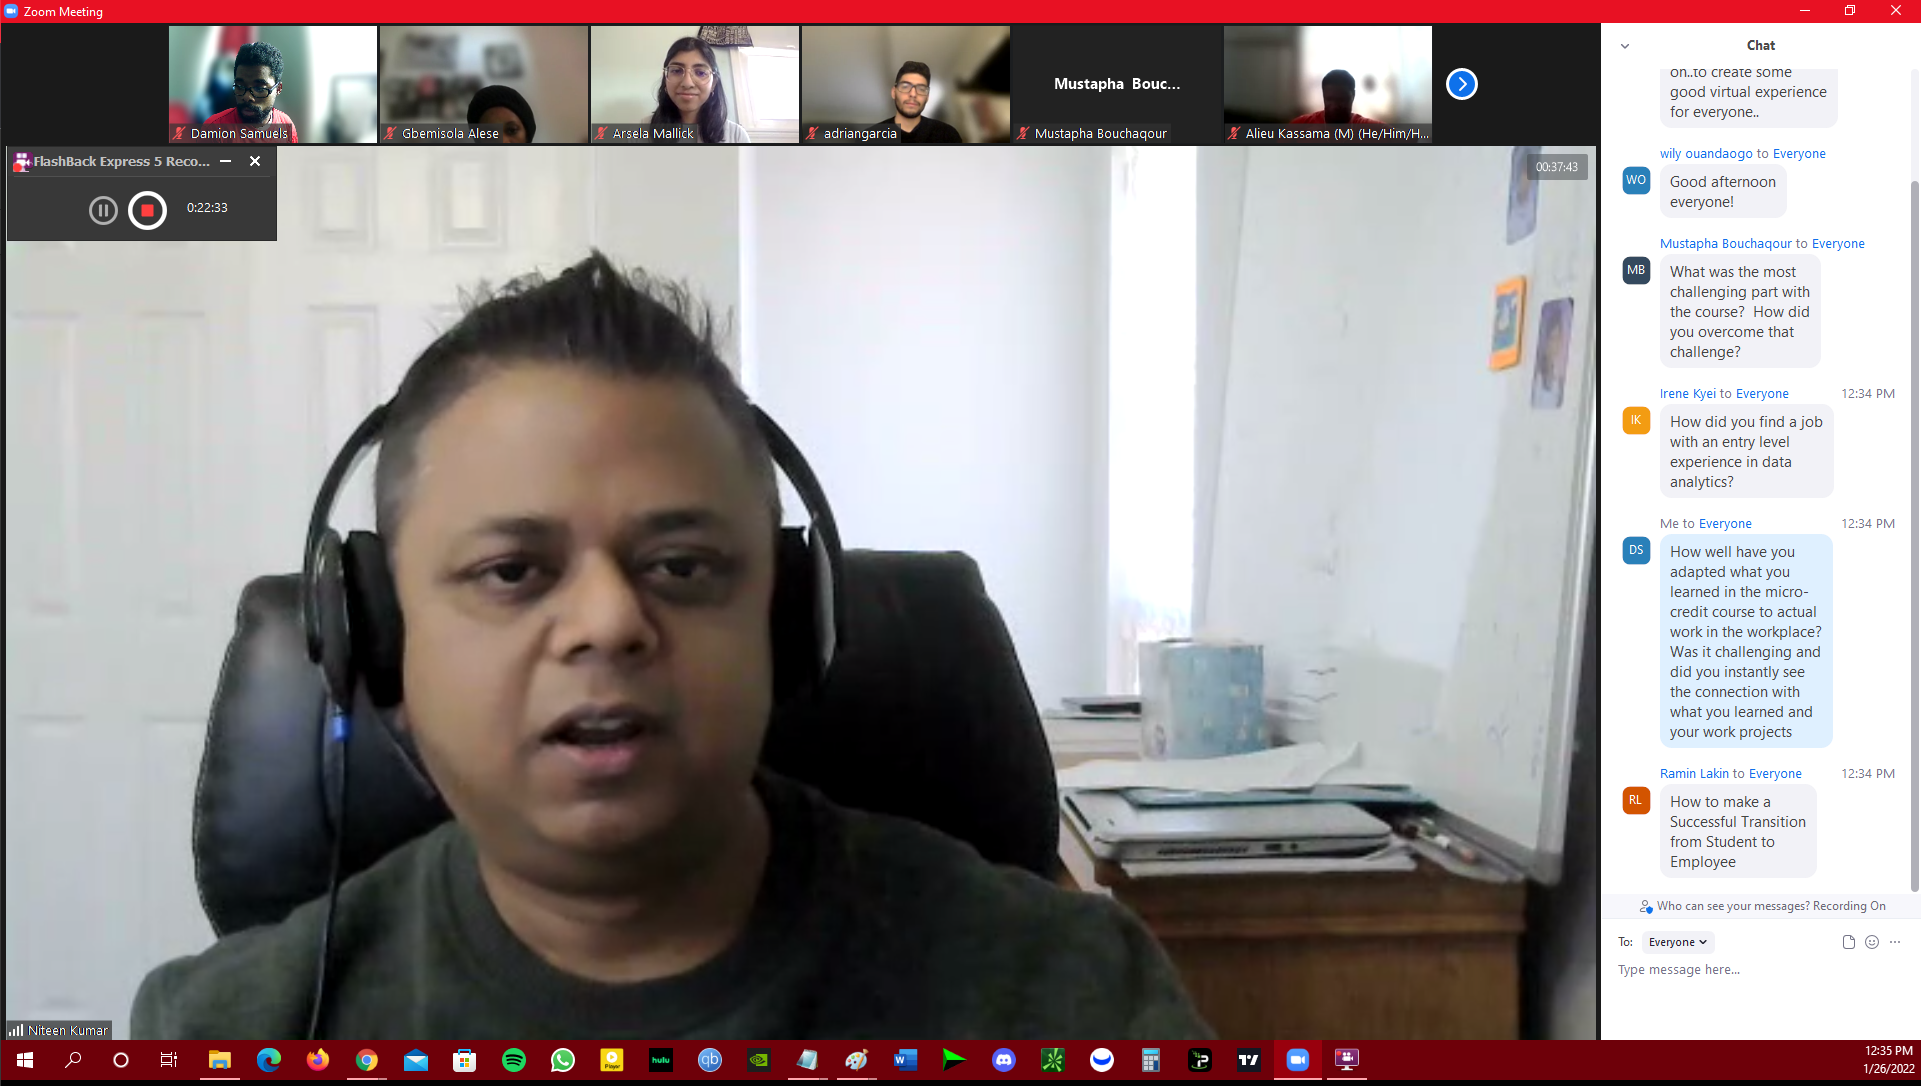 Zoom Meeting
Damion Samuels
Gbemisola Alese
Arsela Mallick
adriangarcia
Mustapha Bouc...
Mustapha Bouchaqour
Alieu Kassama (M) (He/Him/H...
FlashBack Express 5 Reco...
0:22:33
00:37:43
Niteen Kumar
Chat
on..to create some
good virtual experience
for everyone..
wily ouandaogo to Everyone
WO
Good afternoon
everyone!
Mustapha Bouchaqour to Everyone
MB
What was the most
challenging part with
the course? How did
you overcome that
challenge?
Irene Kyei to Everyone 12:34 PM
IK
How did you find a job
with an entry level
experience in data
analytics?
Me to Everyone 12:34 PM
DS
How well have you
adapted what you
learned in the micro-
credit course to actual
work in the workplace?
Was it challenging and
did you instantly see
the connection with
what you learned and
your work projects
Ramin Lakin to Everyone 12:34 PM
RL
How to make a
Successful Transition
from Student to
Employee
Who can see your messages? Recording On
To: Everyone
Type message here...
Player
hulu
qb
W
12:35 PM
1/26/2022